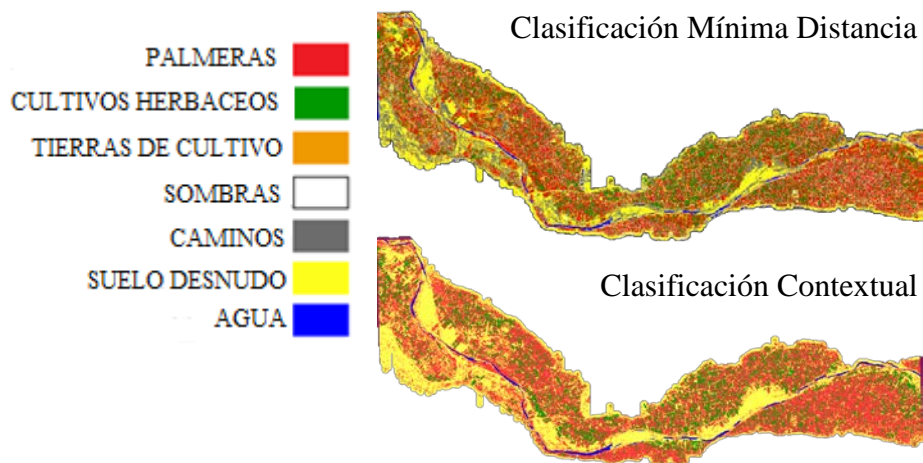 Clasificación Mínima Distancia
PALMERAS
CULTIVOS HERBACEOS
TIERRAS DE CULTIVO
SOMBRAS
CAMINOS
SUELO DESNUDO
AGUA
Clasificación Contextual